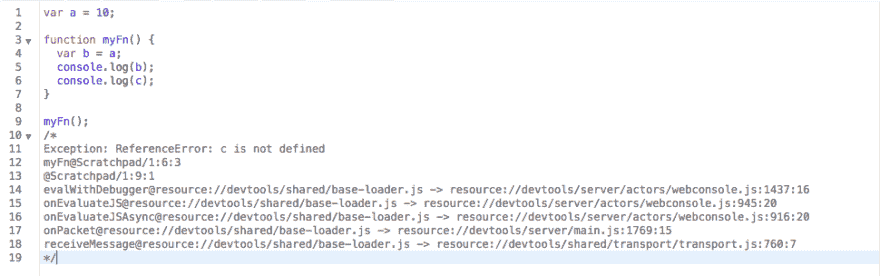 1 var a = 10;
2
3 function myFn() {
4 var b = a;
5 console.log(b);
6 console.log(c);
7 }
8
9 myFn();
10 /*
11 Exception: ReferenceError: c is not defined
12 myFn@Scratchpad/1:6:3
13 @Scratchpad/1:9:1
14 evalWithDebugger@resource://devtools/shared/base-loader.js -> resource://devtools/server/actors/webconsole.js:1437:16
15 onEvaluateJS@resource://devtools/shared/base-loader.js -> resource://devtools/server/actors/webconsole.js:945:20
16 onEvaluateJSAsync@resource://devtools/shared/base-loader.js -> resource://devtools/server/actors/webconsole.js:916:20
17 onPacket@resource://devtools/shared/base-loader.js -> resource://devtools/server/main.js:1769:15
18 receiveMessage@resource://devtools/shared/base-loader.js -> resource://devtools/shared/transport/transport.js:760:7
19 */